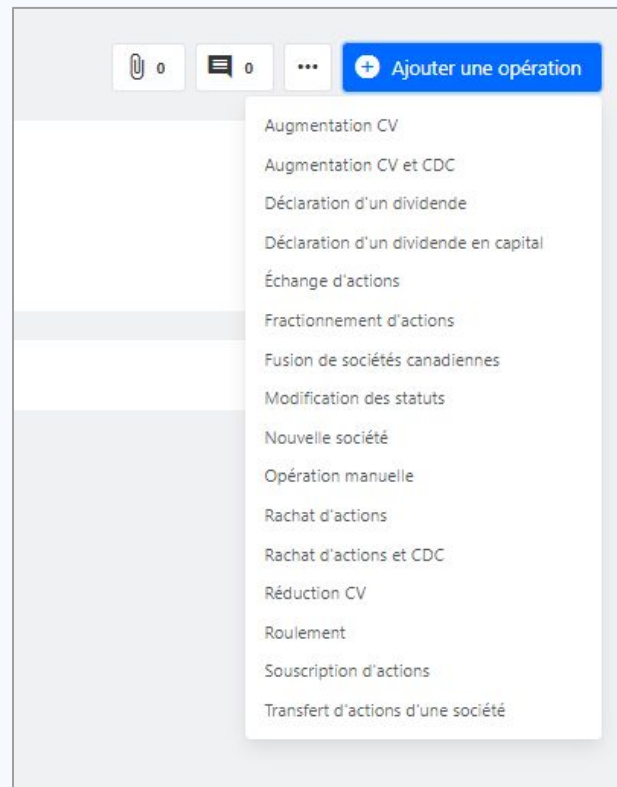 0 0 ••• Ajouter une opération
Augmentation CV
Augmentation CV et CDC
Déclaration d'un dividende
Déclaration d'un dividende en capital
Échange d'actions
Fractionnement d'actions
Fusion de sociétés canadiennes
Modification des statuts
Nouvelle société
Opération manuelle
Rachat d'actions
Rachat d'actions et CDC
Réduction CV
Roulement
Souscription d'actions
Transfert d'actions d'une société